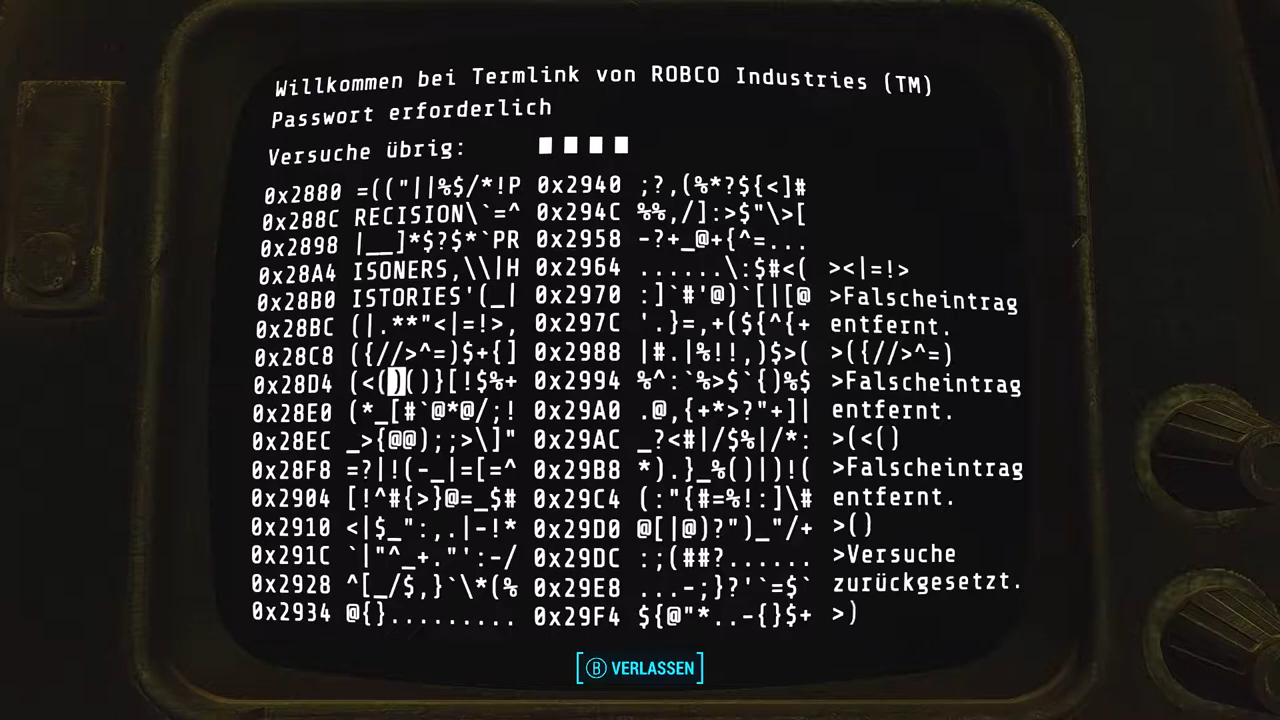 Willkommen bei Termlink von ROBCO Industries (TM)
Passwort erforderlich
Versuche übrig: ■ ■ ■ ■
0x2880 =(("||%$/*!P 0x2940 ;?,(%*?${<]#
0x288C RECISION\`=^ 0x294C %%,/]:>$"\>[
0x2898 |__]*$?$*`PR 0x2958 -?+_@+{^=...
0x28A4 ISONERS,\\|H 0x2964 ......\:$#<( ><|=!>
0x28B0 ISTORIES'(_| 0x2970 :]`#'@)`[|[@ >Falscheintrag
0x28BC (|.**"<|=!>, 0x297C '.}=,+(${^{+ entfernt.
0x28C8 ({//>^=)$+{] 0x2988 |#.|%!!,)$>( >({//>^=)
0x28D4 (<()()}[!$%+ 0x2994 %^:`%>$`{)%$ >Falscheintrag
0x28E0 (*_[#`@*@/;! 0x29A0 .@,{+*>?"+]| entfernt.
0x28EC _>{@@);;>\]" 0x29AC _?<#|/$%|/*: >(<()
0x28F8 =?|!(-_|=[=^ 0x29B8 *).}_%()|)!( >Falscheintrag
0x2904 [!^#{>}@=_$# 0x29C4 (:"{#=%!:]\# entfernt.
0x2910 <|$_":,.|-!* 0x29D0 @[|@)?")_"/+ >()
0x291C `|"^_+."':-/ 0x29DC :;(##?...... >Versuche
0x2928 ^[_/$,}`\*(% 0x29E8 ...-;}?'`=$` zurückgesetzt.
0x2934 @{}......... 0x29F4 ${@"*..-{}$+ >)
[Ⓑ VERLASSEN]